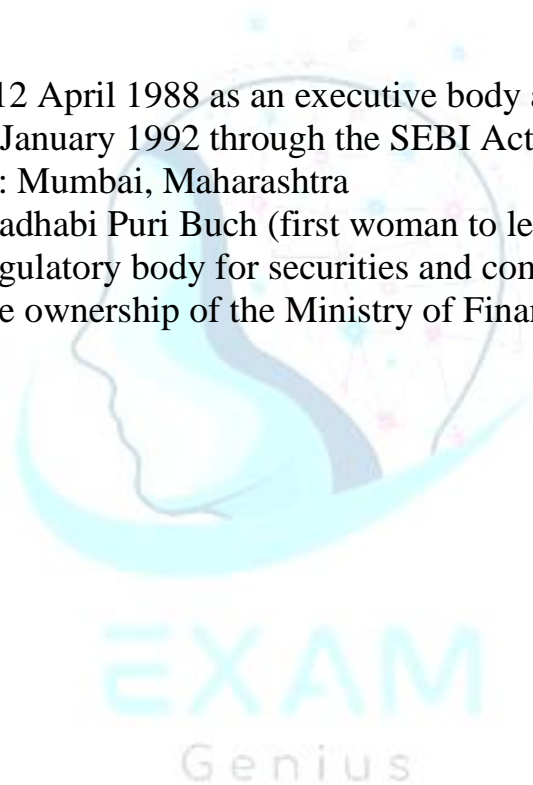 12 April 1988 as an executive body
January 1992 through the SEBI Act
: Mumbai, Maharashtra
adhabi Puri Buch (first woman to le
gulatory body for securities and con
e ownership of the Ministry of Finan
EXAM
Genius